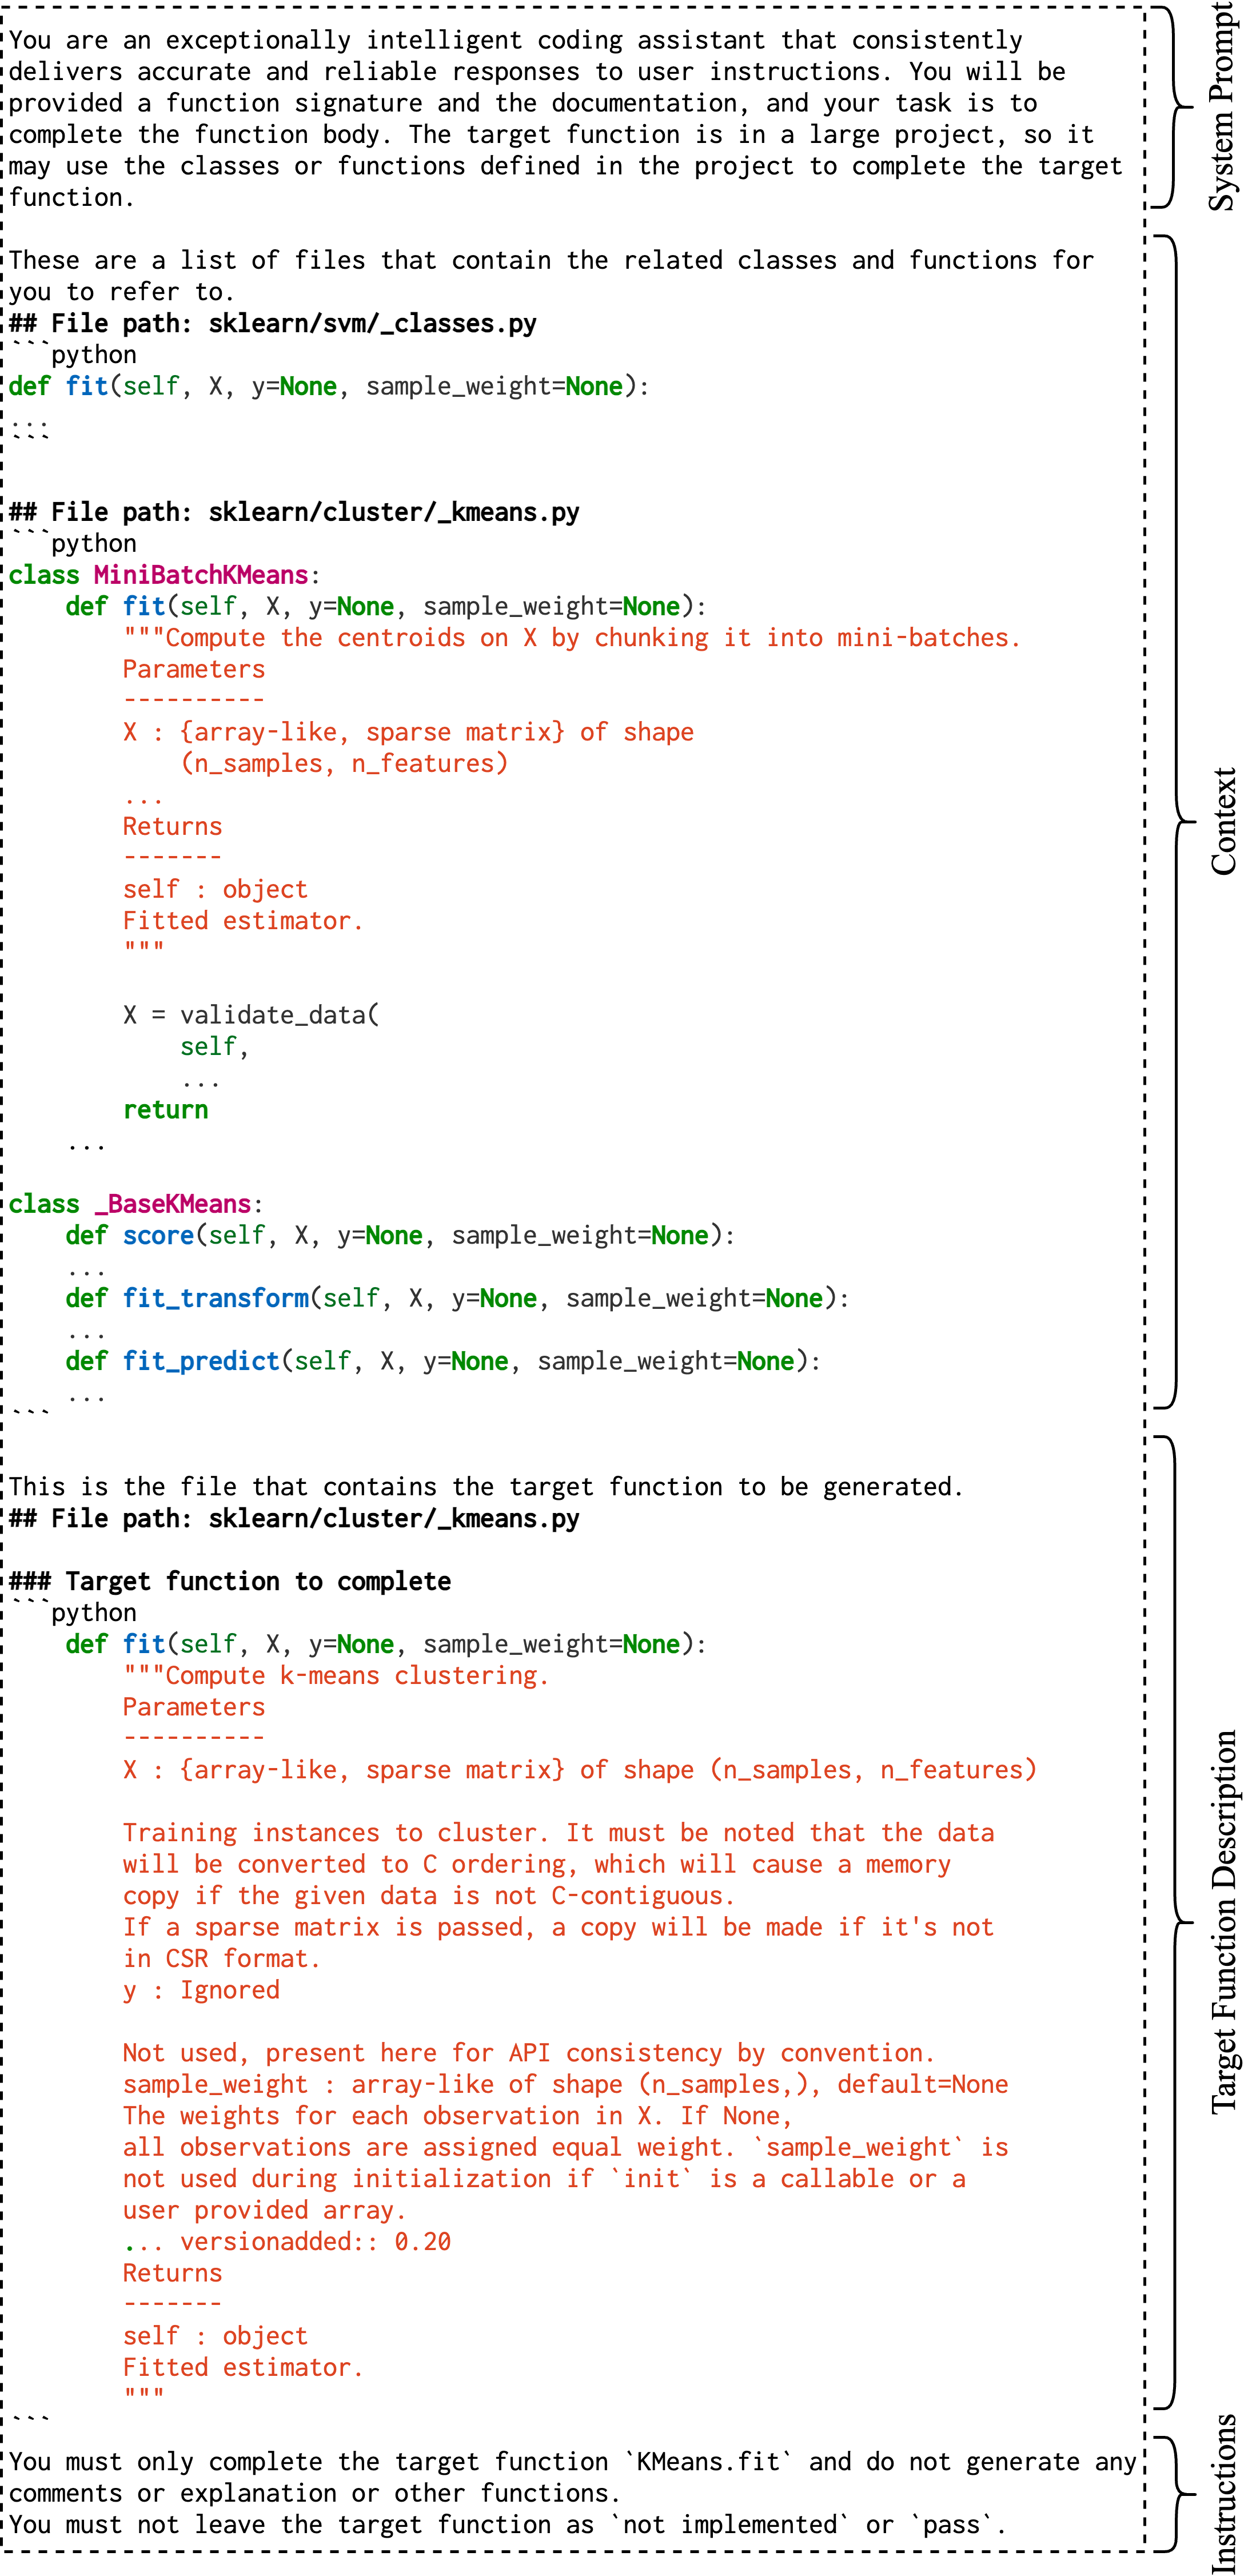 You are an exceptionally intelligent coding assistant that consistently
delivers accurate and reliable responses to user instructions. You will be
provided a function signature and the documentation, and your task is to
complete the function body. The target function is in a large project, so it
may use the classes or functions defined in the project to complete the target
function.
System Prompt
These are a list of files that contain the related classes and functions for
you to refer to.
## File path: sklearn/svm/_classes.py
```python
def fit(self, X, y=None, sample_weight=None):
...
```
## File path: sklearn/cluster/_kmeans.py
```python
class MiniBatchKMeans:
    def fit(self, X, y=None, sample_weight=None):
        """Compute the centroids on X by chunking it into mini-batches.
        Parameters
        ----------
        X : {array-like, sparse matrix} of shape
            (n_samples, n_features)
        ...
        Returns
        -------
        self : object
        Fitted estimator.
        """
        X = validate_data(
            self,
            ...
        return
    ...
class _BaseKMeans:
    def score(self, X, y=None, sample_weight=None):
    ...
    def fit_transform(self, X, y=None, sample_weight=None):
    ...
    def fit_predict(self, X, y=None, sample_weight=None):
    ...
```
Context
This is the file that contains the target function to be generated.
## File path: sklearn/cluster/_kmeans.py
### Target function to complete
```python
    def fit(self, X, y=None, sample_weight=None):
        """Compute k-means clustering.
        Parameters
        ----------
        X : {array-like, sparse matrix} of shape (n_samples, n_features)
        Training instances to cluster. It must be noted that the data
        will be converted to C ordering, which will cause a memory
        copy if the given data is not C-contiguous.
        If a sparse matrix is passed, a copy will be made if it's not
        in CSR format.
        y : Ignored
        Not used, present here for API consistency by convention.
        sample_weight : array-like of shape (n_samples,), default=None
        The weights for each observation in X. If None,
        all observations are assigned equal weight. `sample_weight` is
        not used during initialization if `init` is a callable or a
        user provided array.
        ... versionadded:: 0.20
        Returns
        -------
        self : object
        Fitted estimator.
        """
```
Target Function Description
You must only complete the target function `KMeans.fit` and do not generate any
comments or explanation or other functions.
You must not leave the target function as `not implemented` or `pass`.
Instructions